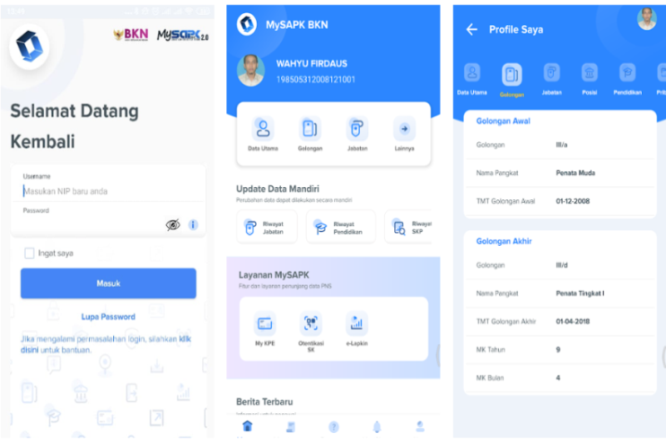 BKN MySAPK 2.0
Selamat Datang
Kembali
Username
Masukan NIP baru anda
Password
Ingat saya
Masuk
Lupa Password
Jika mengalami permasalahan login, silahkan klik
disini untuk bantuan.
MySAPK BKN
WAHYU FIRDAUS
198505312008121001
Data Utama
Golongan
Jabatan
Lainnya
Update Data Mandiri
Perubahan data dapat dilakukan secara mandiri
Riwayat
Jabatan
Riwayat
Pendidikan
Riwayat
SKP
Layanan MySAPK
Fitur dan layanan penunjang data PNS
My KPE
Otentikasi
SK
e-Lapkin
Berita Terbaru
Profile Saya
Data Utama
Golongan
Jabatan
Posisi
Pendidikan
Golongan Awal
Golongan III/a
Nama Pangkat Penata Muda
TMT Golongan Awal 01-12-2008
Golongan Akhir
Golongan III/d
Nama Pangkat Penata Tingkat I
TMT Golongan Akhir 01-04-2018
MK Tahun 9
MK Bulan 4